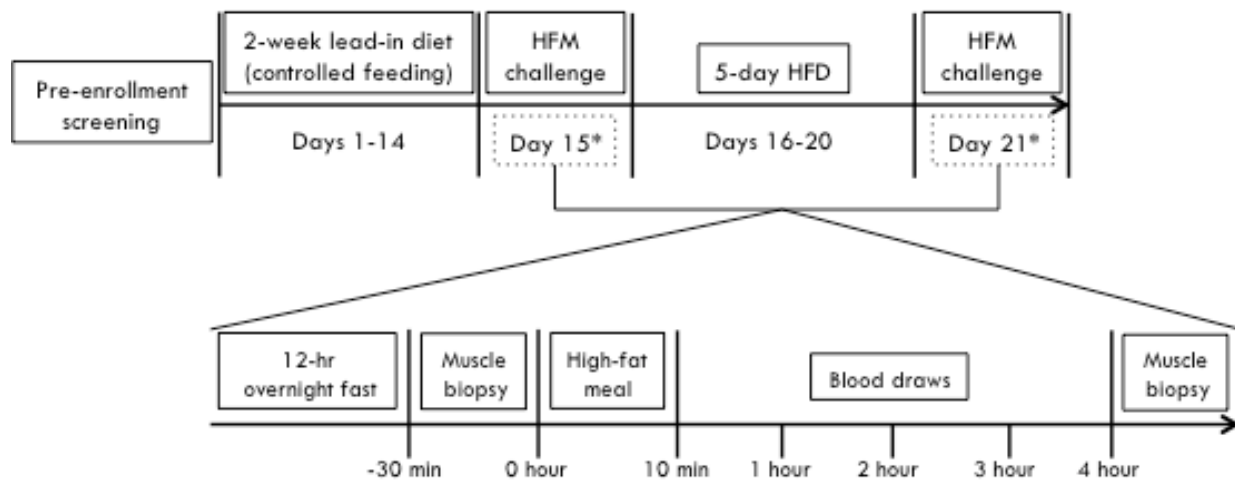 Pre-enrollment
screening
2-week lead-in diet
(controlled feeding)
HFM
challenge
5-day HFD
HFM
challenge
Days 1-14
Day 15*
Days 16-20
Day 21*
12-hr
overnight fast
Muscle
biopsy
High-fat
meal
Blood draws
Muscle
biopsy
-30 min
0 hour
10 min
1 hour
2 hour
3 hour
4 hour